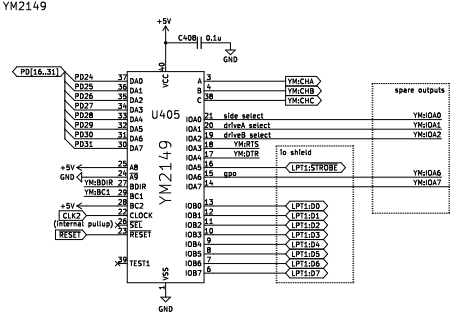 YM2149
+5V
C408 0.1u
GND
PD[16..31]
40
VCC
PD24 37 DA0
PD25 36 DA1
PD26 35 DA2
PD27 34 DA3
PD28 33 DA4
PD29 32 DA5
PD30 31 DA6
PD31 30 DA7
+5V 25 A8
GND 24 A9
YM:BDIR 27 BDIR
YM:BC1 29 BC1
+5V 28 BC2
CLK2 22 CLOCK
(internal pullup) 26 SEL
RESET 23 RESET
39 TEST1
U405
YM2149
A 3 YM:CHA
B 4 YM:CHB
C 38 YM:CHC
spare outputs
IOA0 21 side select YM:IOA0
IOA1 20 driveA select YM:IOA1
IOA2 19 driveB select YM:IOA2
IOA3 18 YM:RTS
IOA4 17 YM:DTR
To shield
IOA5 16 LPT1:STROBE
IOA6 15 gpo YM:IOA6
IOA7 14 YM:IOA7
IOB0 13 LPT1:D0
IOB1 12 LPT1:D1
IOB2 11 LPT1:D2
IOB3 10 LPT1:D3
IOB4 9 LPT1:D4
IOB5 8 LPT1:D5
IOB6 7 LPT1:D6
IOB7 6 LPT1:D7
VSS
1
GND